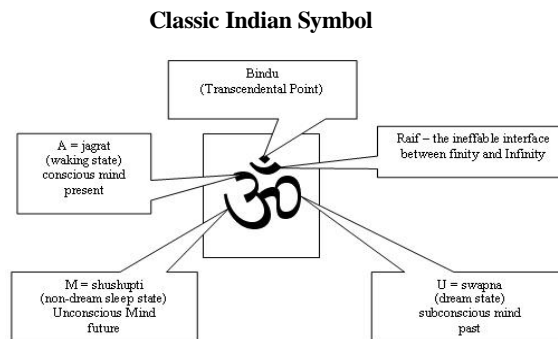 Classic Indian Symbol
Bindu
(Transcendental Point)
A = jagrat
(waking state)
conscious mind
present
Raif – the ineffable interface
between finity and Infinity
ॐ
M = shushupti
(non-dream sleep state)
Unconscious Mind
future
U = swapna
(dream state)
subconscious mind
past